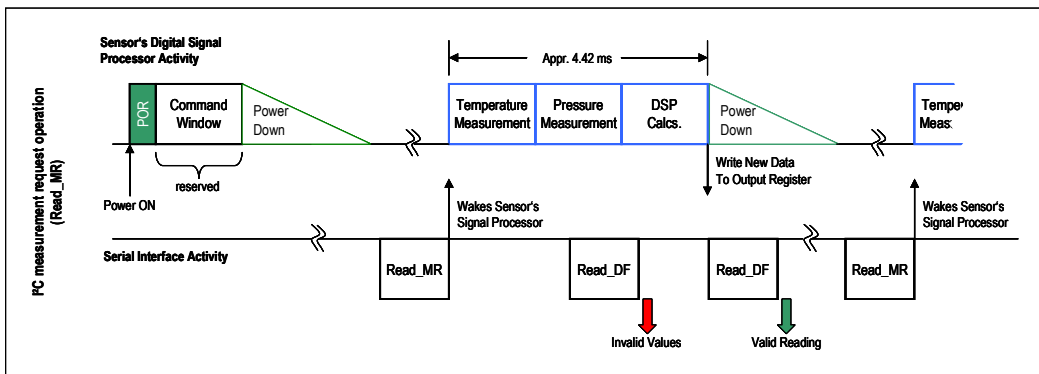 Sensor's Digital Signal
Processor Activity
Appr. 4.42 ms
POR
Command
Window
Power
Down
Temperature
Measurement
Pressure
Measurement
DSP
Calcs.
Power
Down
Tempe
Meas
reserved
Write New Data
To Output Register
Power ON
Wakes Sensor's
Signal Processor
Wakes Sensor's
Signal Processor
Serial Interface Activity
Read_MR
Read_DF
Read_DF
Read_MR
Invalid Values
Valid Reading
I²C measurement request operation
(Read_MR)